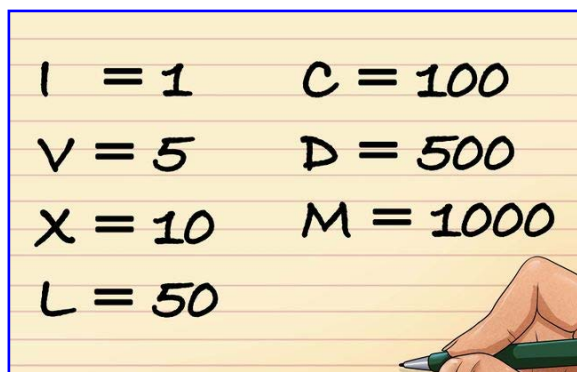 I = 1
V = 5
X = 10
L = 50
C = 100
D = 500
M = 1000